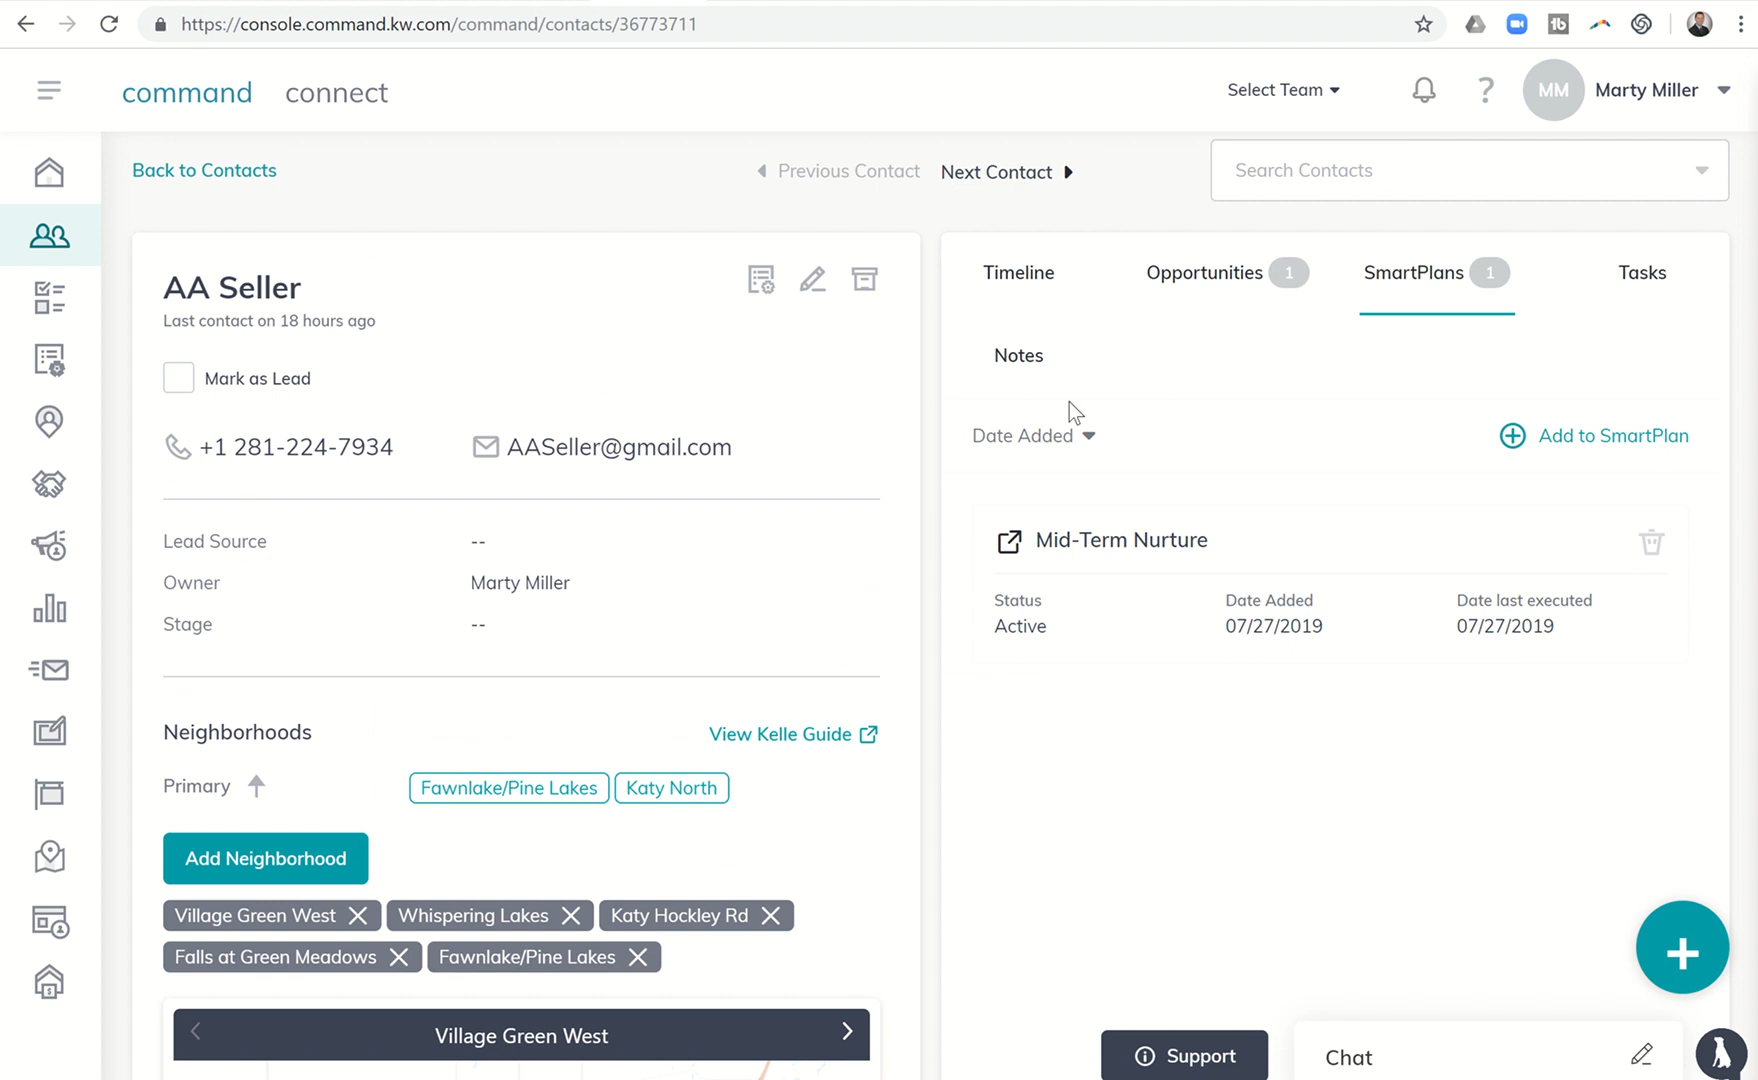 https://console.command.kw.com/command/contacts/36773711
command connect
Select Team
?
MM
Marty Miller
Back to Contacts
Previous Contact
Next Contact
Search Contacts
AA Seller
Last contact on 18 hours ago
Mark as Lead
+1 281-224-7934
AASeller@gmail.com
Lead Source --
Owner Marty Miller
Stage --
Neighborhoods
View Kelle Guide
Primary
Fawnlake/Pine Lakes
Katy North
Add Neighborhood
Village Green West
Whispering Lakes
Katy Hockley Rd
Falls at Green Meadows
Fawnlake/Pine Lakes
Village Green West
Timeline
Opportunities 1
SmartPlans 1
Tasks
Notes
Date Added
Add to SmartPlan
Mid-Term Nurture
Status Date Added Date last executed
Active 07/27/2019 07/27/2019
Support
Chat